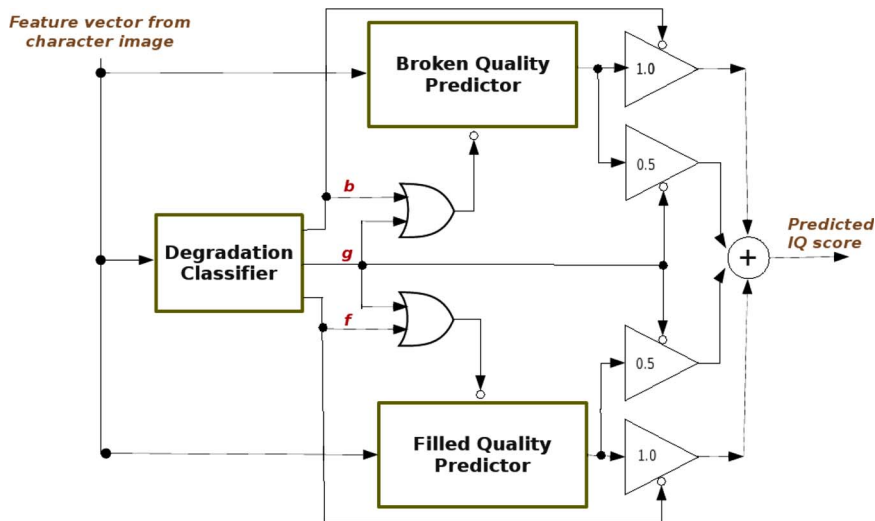 Feature vector from
character image
Broken Quality
Predictor
1.0
0.5
b
Degradation
Classifier
g
f
Predicted
IQ score
+
0.5
Filled Quality
Predictor
1.0